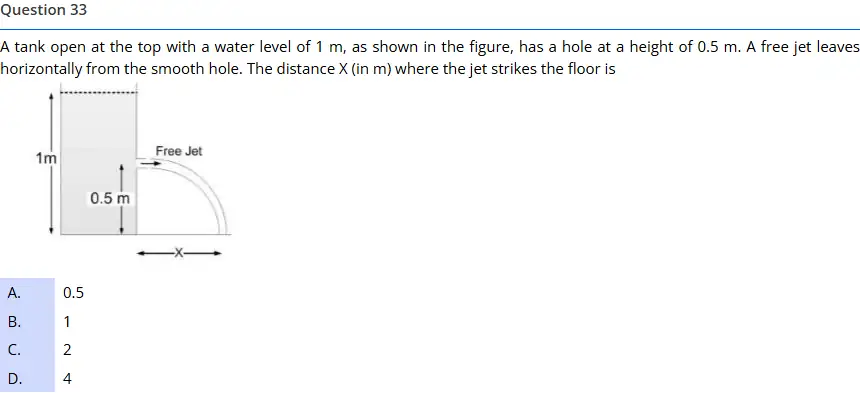 Question 33
A tank open at the top with a water level of 1 m, as shown in the figure, has a hole at a height of 0.5 m. A free jet leaves
horizontally from the smooth hole. The distance X (in m) where the jet strikes the floor is
Free Jet
1m
0.5 m
X
A. 0.5
B. 1
C. 2
D. 4